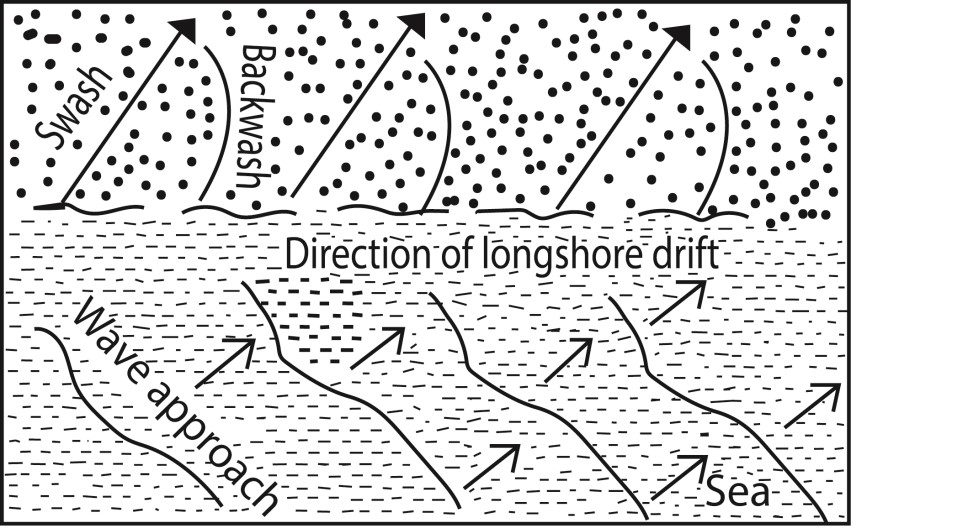 Swash
Backwash
Direction of longshore drift
Wave approach
Sea